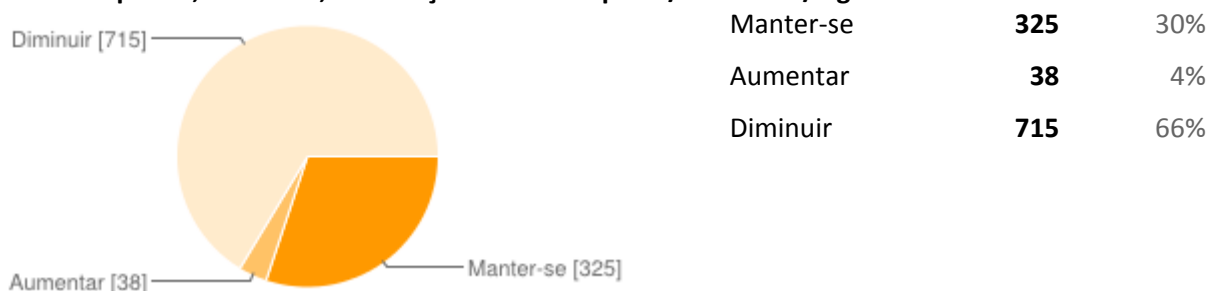 Diminuir [715]
Aumentar [38]
Manter-se [325]
Manter-se 325 30%
Aumentar 38 4%
Diminuir 715 66%